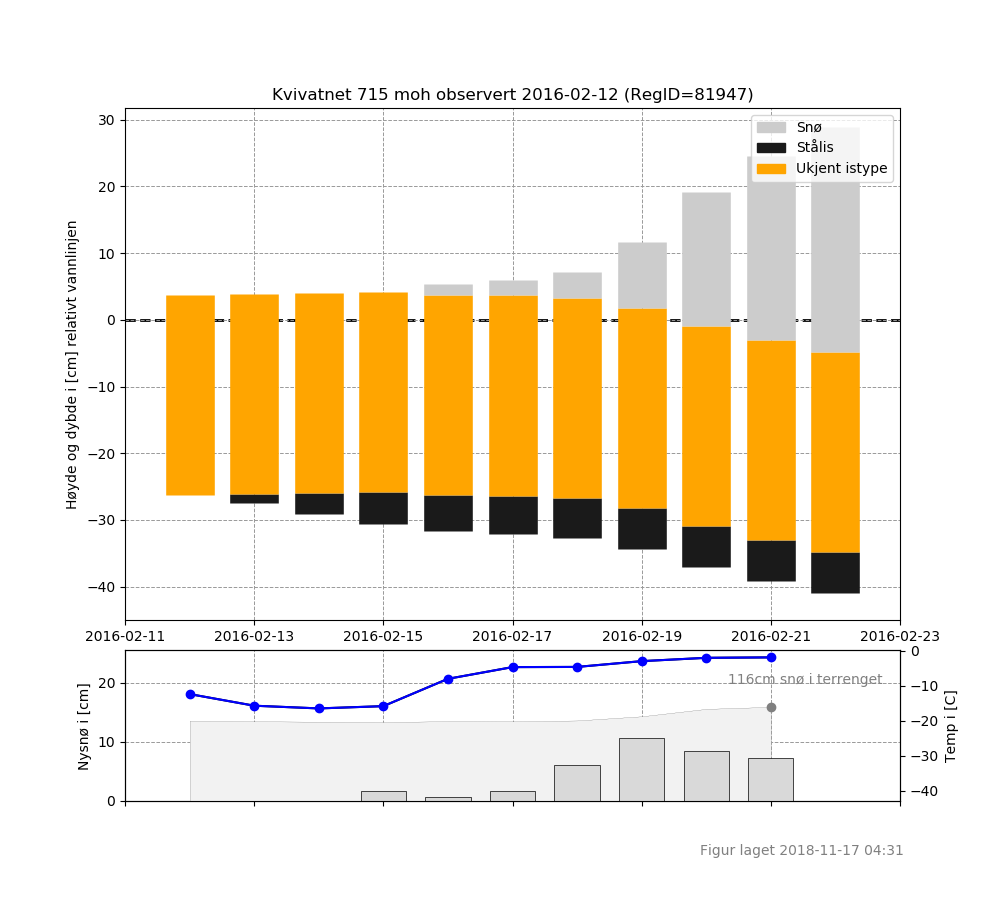 Kvivatnet 715 moh observert 2016-02-12 (RegID=81947)
Snø
Stålis
Ukjent istype
Høyde og dybde i [cm] relativt vannlinjen
30
20
10
0
−10
−20
−30
−40
2016-02-11 2016-02-13 2016-02-15 2016-02-17 2016-02-19 2016-02-21 2016-02-23
Nysnø i [cm]
20
10
0
116cm snø i terrenget
0
−10
−20
−30
−40
Temp i [C]
Figur laget 2018-11-17 04:31